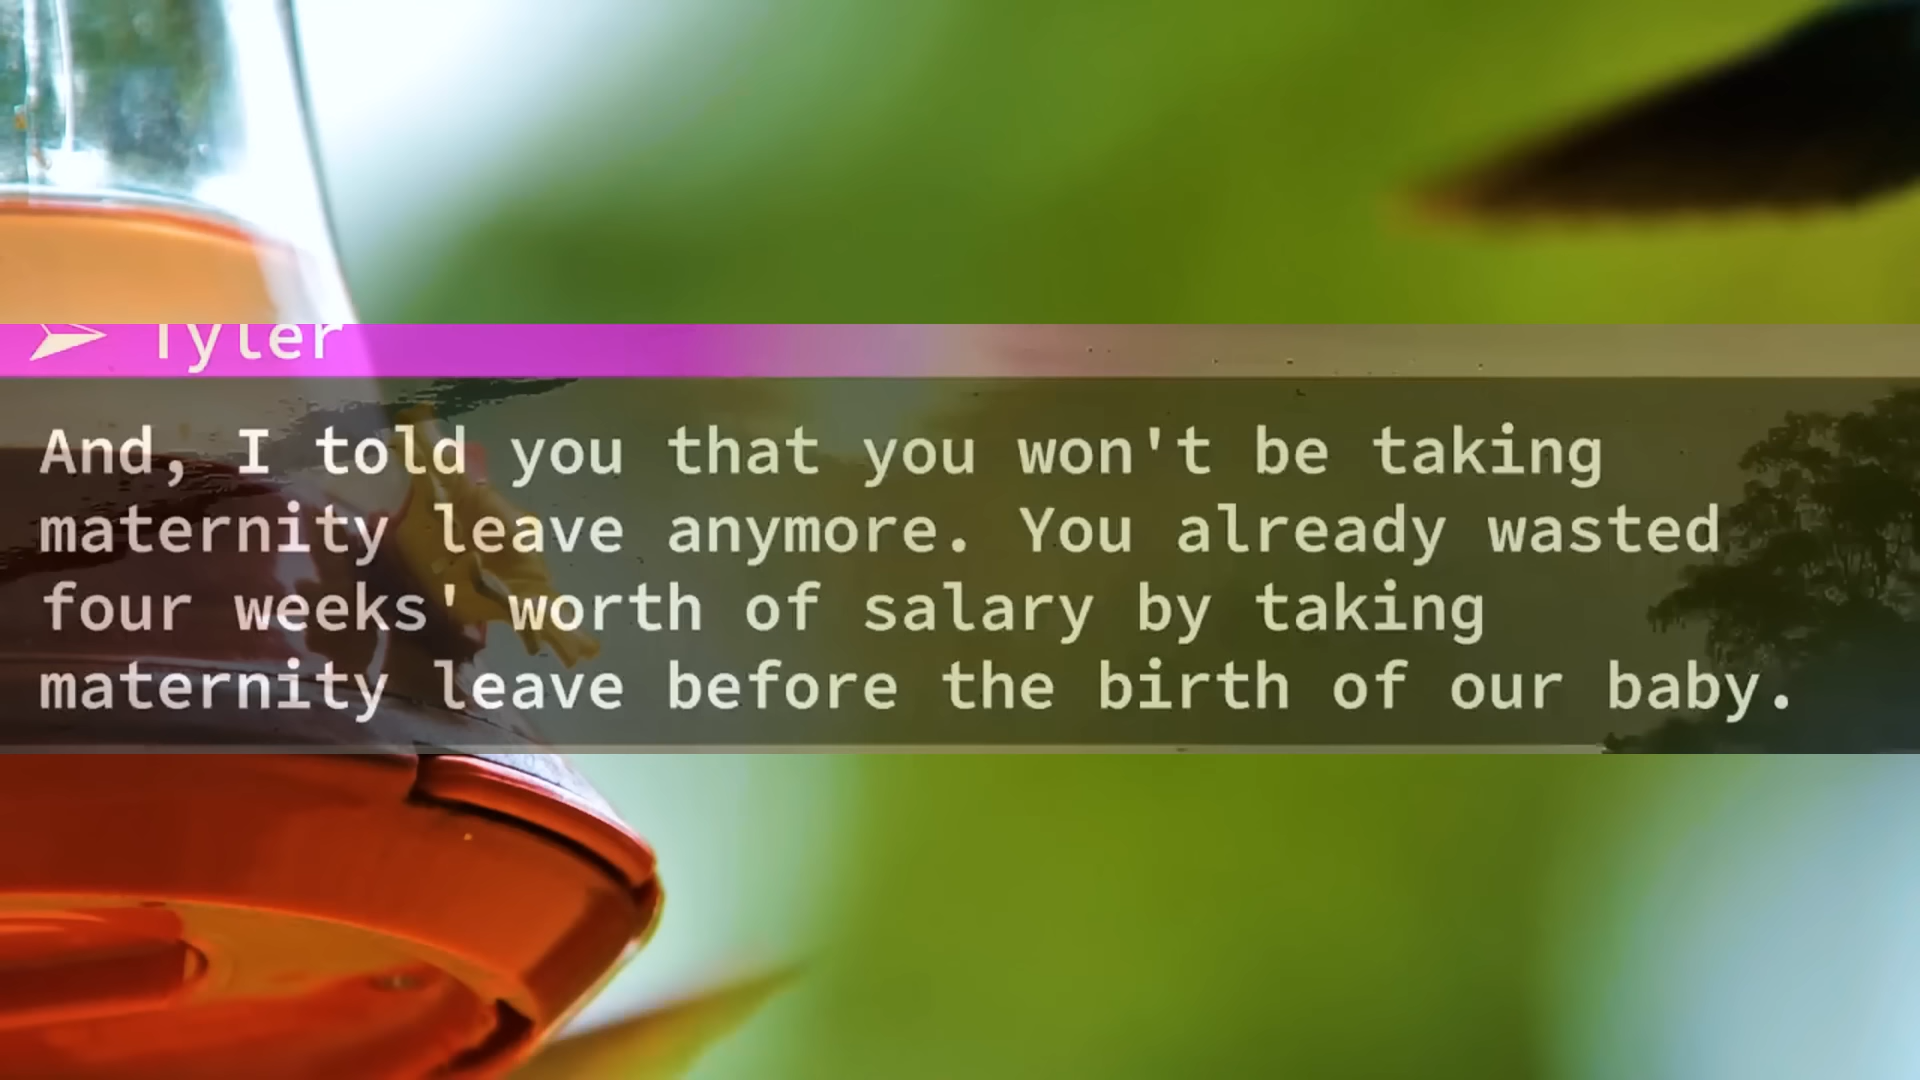 Tyler
And, I told you that you won't be taking
maternity leave anymore. You already wasted
four weeks' worth of salary by taking
maternity leave before the birth of our baby.